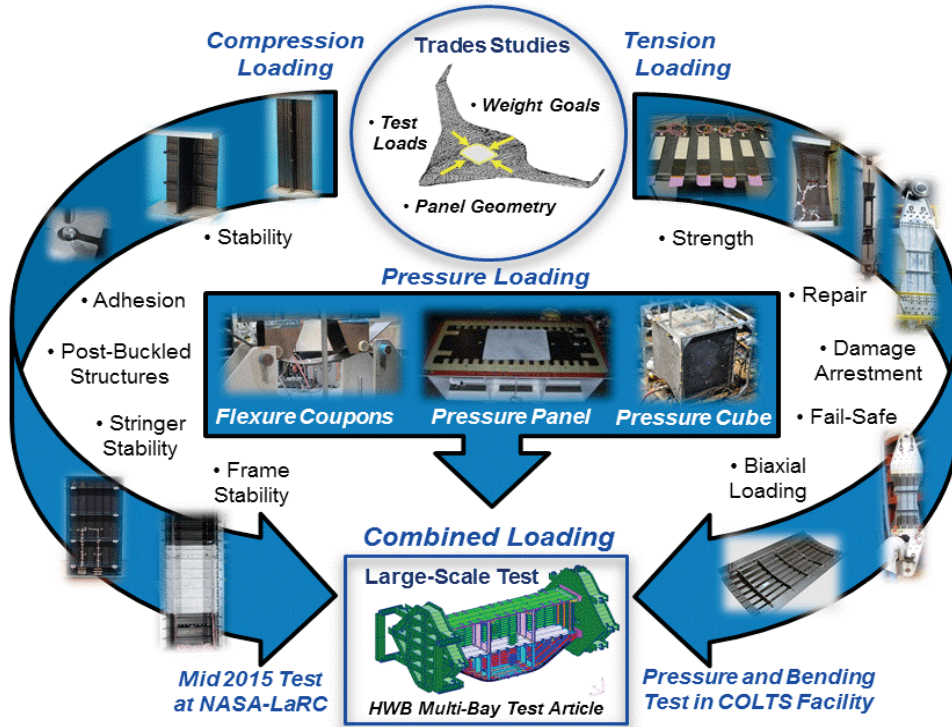 Compression
Loading
Trades Studies
• Weight Goals
• Test
Loads
• Panel Geometry
Tension
Loading
• Stability
• Adhesion
• Post-Buckled
Structures
• Stringer
Stability
• Frame
Stability
Pressure Loading
Flexure Coupons
Pressure Panel
Pressure Cube
• Strength
• Repair
• Damage
Arrestment
• Fail-Safe
• Biaxial
Loading
Combined Loading
Large-Scale Test
HWB Multi-Bay Test Article
Mid 2015 Test
at NASA-LaRC
Pressure and Bending
Test in COLTS Facility